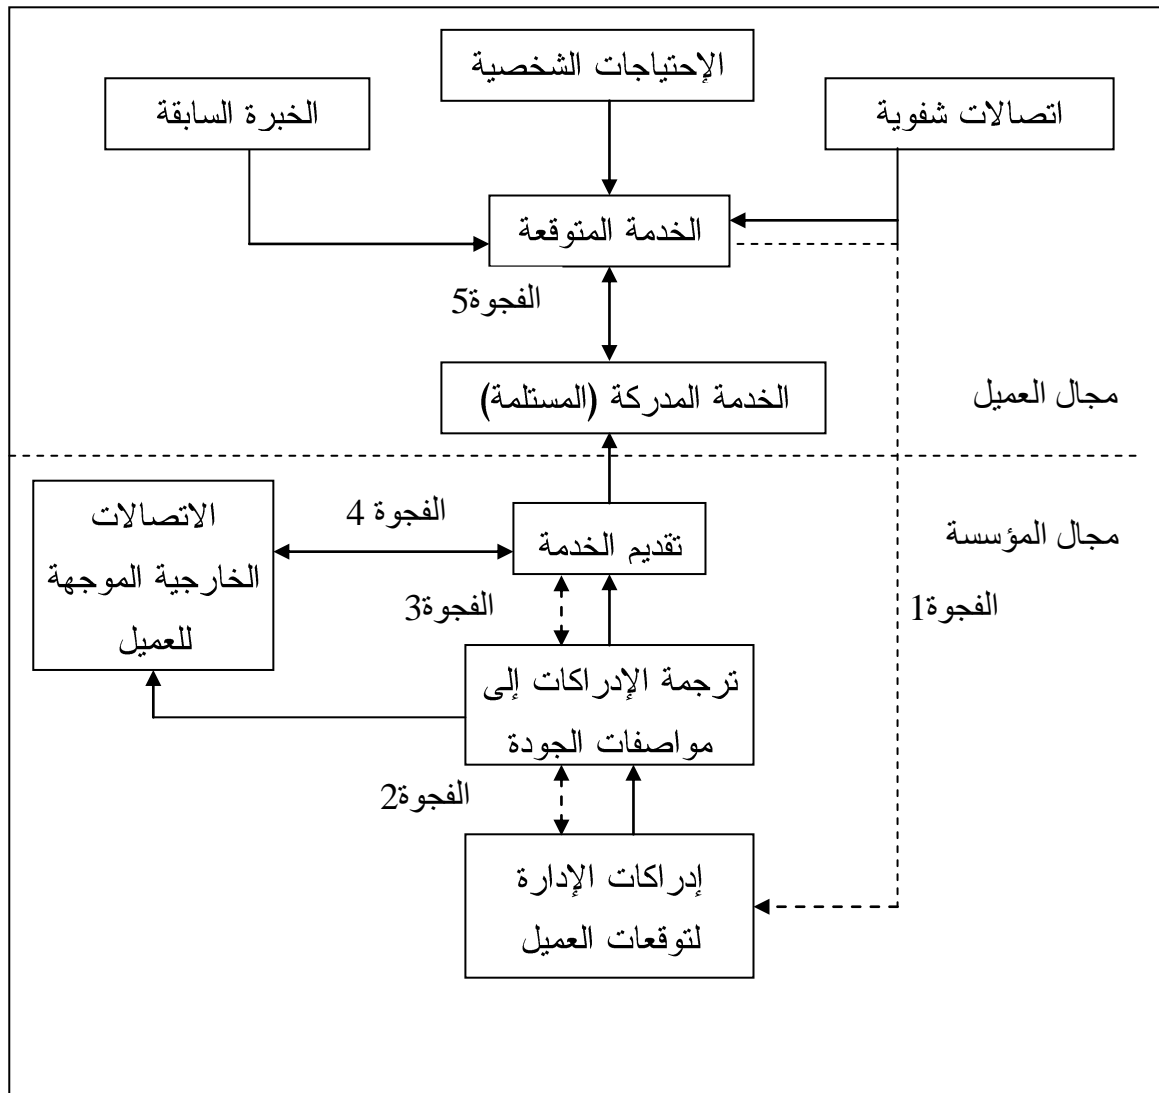 الإحتياجات الشخصية
اتصالات شفوية
الخبرة السابقة
الخدمة المتوقعة
الفجوة5
الخدمة المدركة (المستلمة)
مجال العميل
مجال المؤسسة
تقديم الخدمة
الفجوة 4
الاتصالات
الخارجية الموجهة
للعميل
الفجوة1
الفجوة3
ترجمة الإدراكات إلى
مواصفات الجودة
الفجوة2
إدراكات الإدارة
لتوقعات العميل